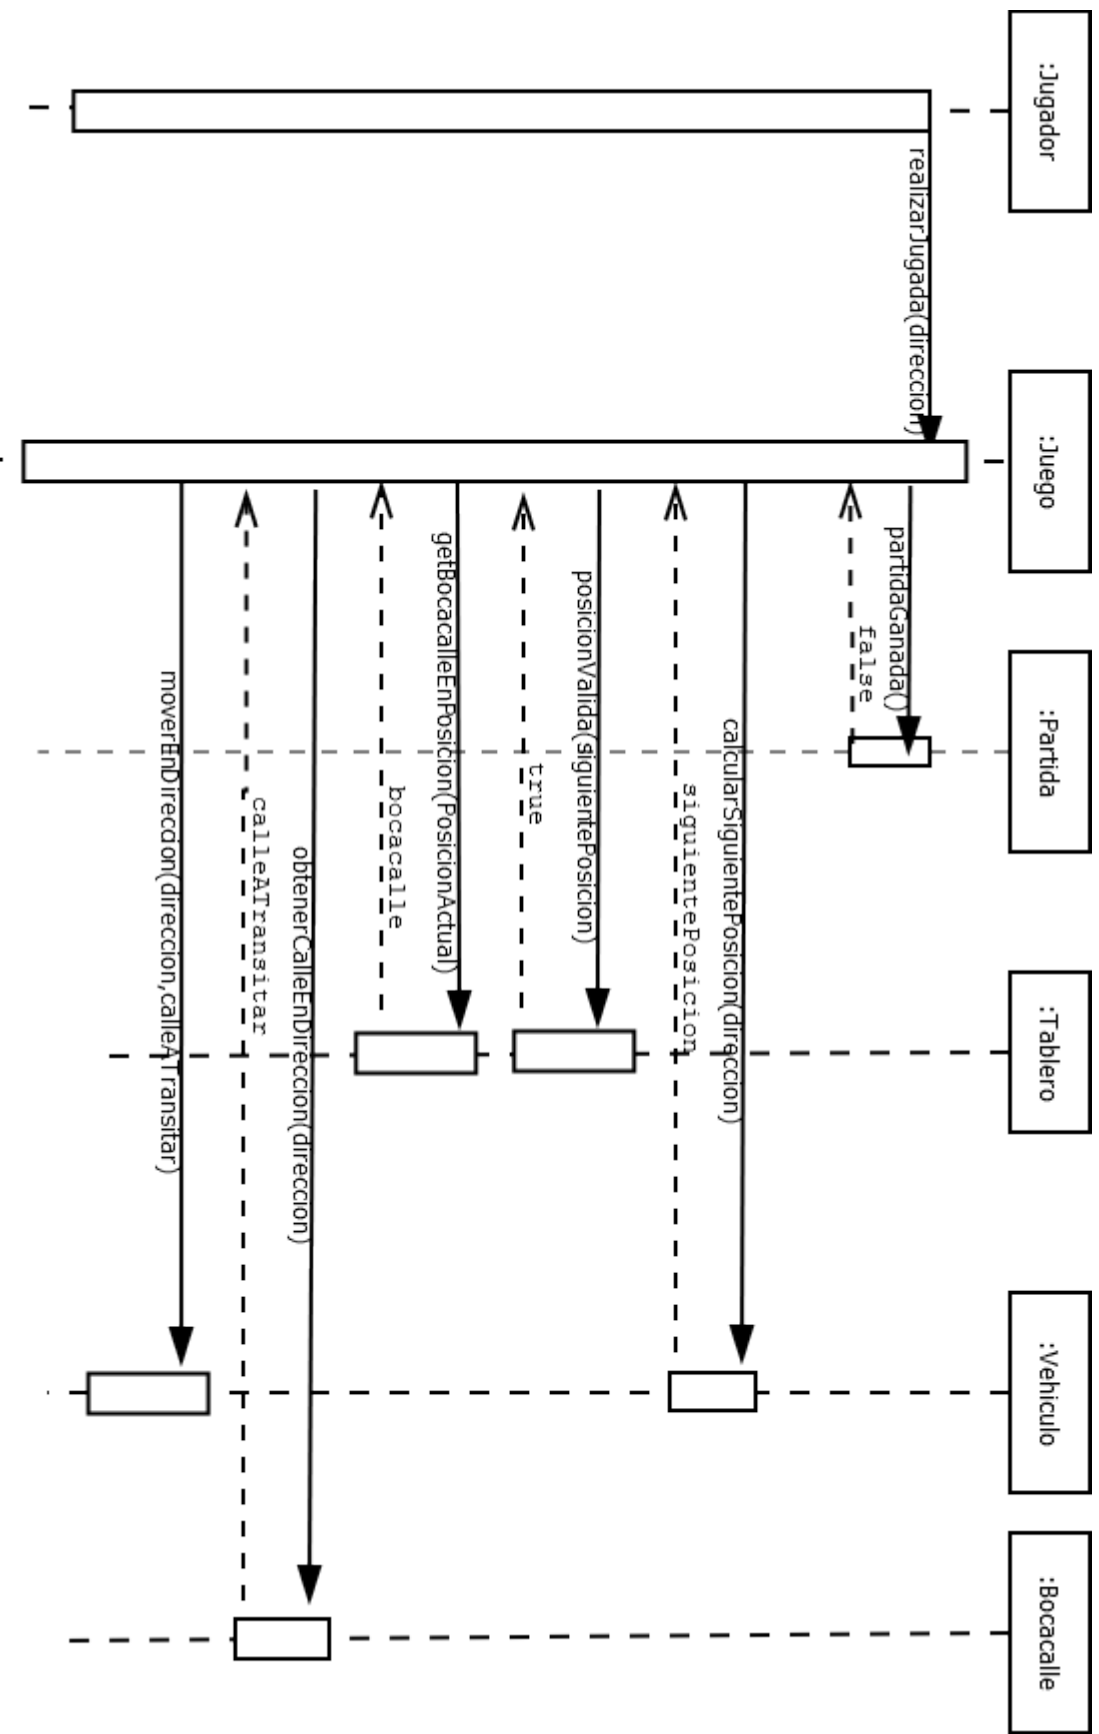 :Jugador
:Juego
:Partida
:Tablero
:Vehiculo
:Bocacalle
realizarJugada(direccion)
partidaGanada()
false
calcularSiguientePosicion(direccion)
siguientePosicion
posicionValida(siguientePosicion)
true
getBocacalleEnPosicion(PosicionActual)
bocacalle
obtenerCalleEnDireccion(direccion)
calleATransitar
moverEnDireccion(direccion,calleATransitar)